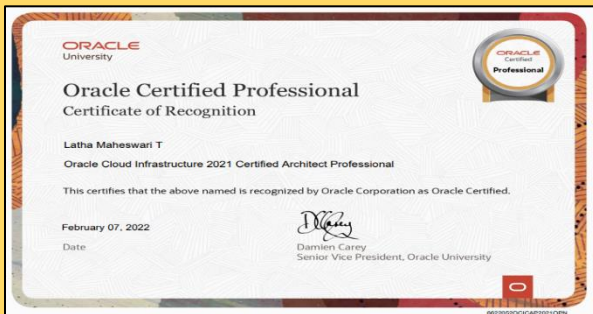 ORACLE
University
ORACLE
Certified
Professional
Oracle Certified Professional
Certificate of Recognition
Latha Maheswari T
Oracle Cloud Infrastructure 2021 Certified Architect Professional
This certifies that the above named is recognized by Oracle Corporation as Oracle Certified.
February 07, 2022
Date
Damien Carey
Senior Vice President, Oracle University